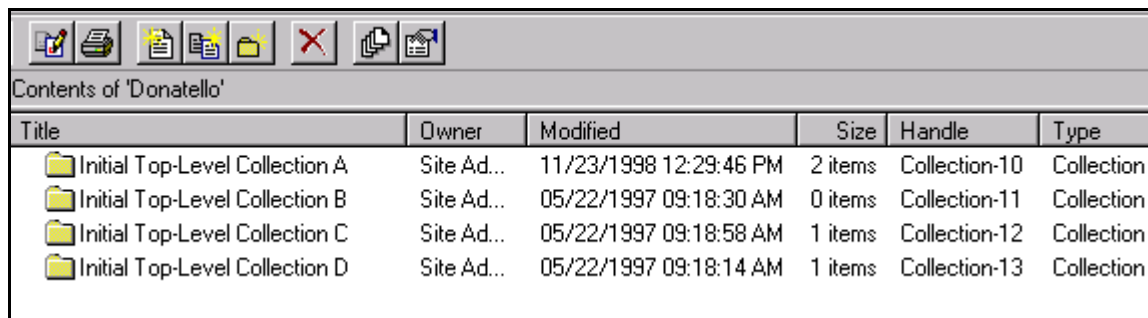 Contents of 'Donatello'
Title Owner Modified Size Handle Type
Initial Top-Level Collection A Site Ad... 11/23/1998 12:29:46 PM 2 items Collection-10 Collection
Initial Top-Level Collection B Site Ad... 05/22/1997 09:18:30 AM 0 items Collection-11 Collection
Initial Top-Level Collection C Site Ad... 05/22/1997 09:18:58 AM 1 items Collection-12 Collection
Initial Top-Level Collection D Site Ad... 05/22/1997 09:18:14 AM 1 items Collection-13 Collection